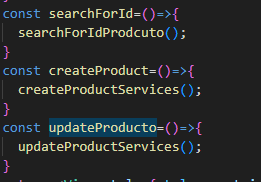 const searchForId=()=>{
searchForIdProdcuto();
}
const createProduct=()=>{
createProductServices();
}
const updateProducto=()=>{
updateProductServices();
}